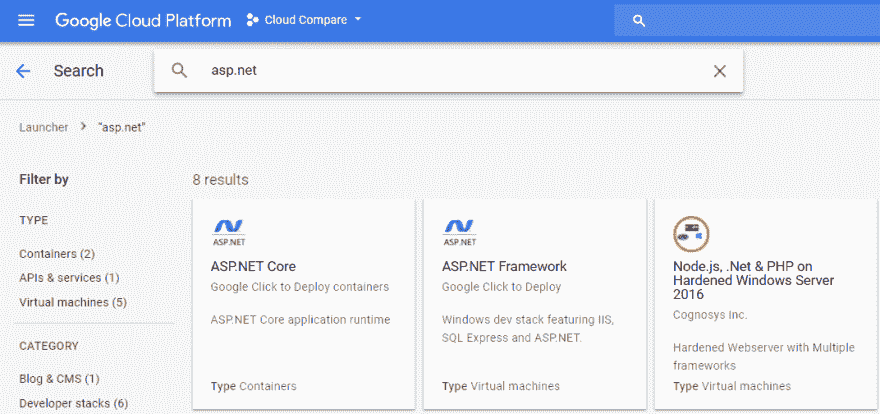 Google Cloud Platform
Cloud Compare
Search
asp.net
Launcher > "asp.net"
Filter by
TYPE
Containers (2)
APIs & services (1)
Virtual machines (5)
CATEGORY
Blog & CMS (1)
Developer stacks (6)
8 results
ASP.NET
ASP.NET Core
Google Click to Deploy containers
ASP.NET Core application runtime
Type Containers
ASP.NET
ASP.NET Framework
Google Click to Deploy
Windows dev stack featuring IIS,
SQL Express and ASP.NET.
Type Virtual machines
Node.js, .Net & PHP on
Hardened Windows Server
2016
Cognosys Inc.
Hardened Webserver with Multiple
frameworks
Type Virtual machines